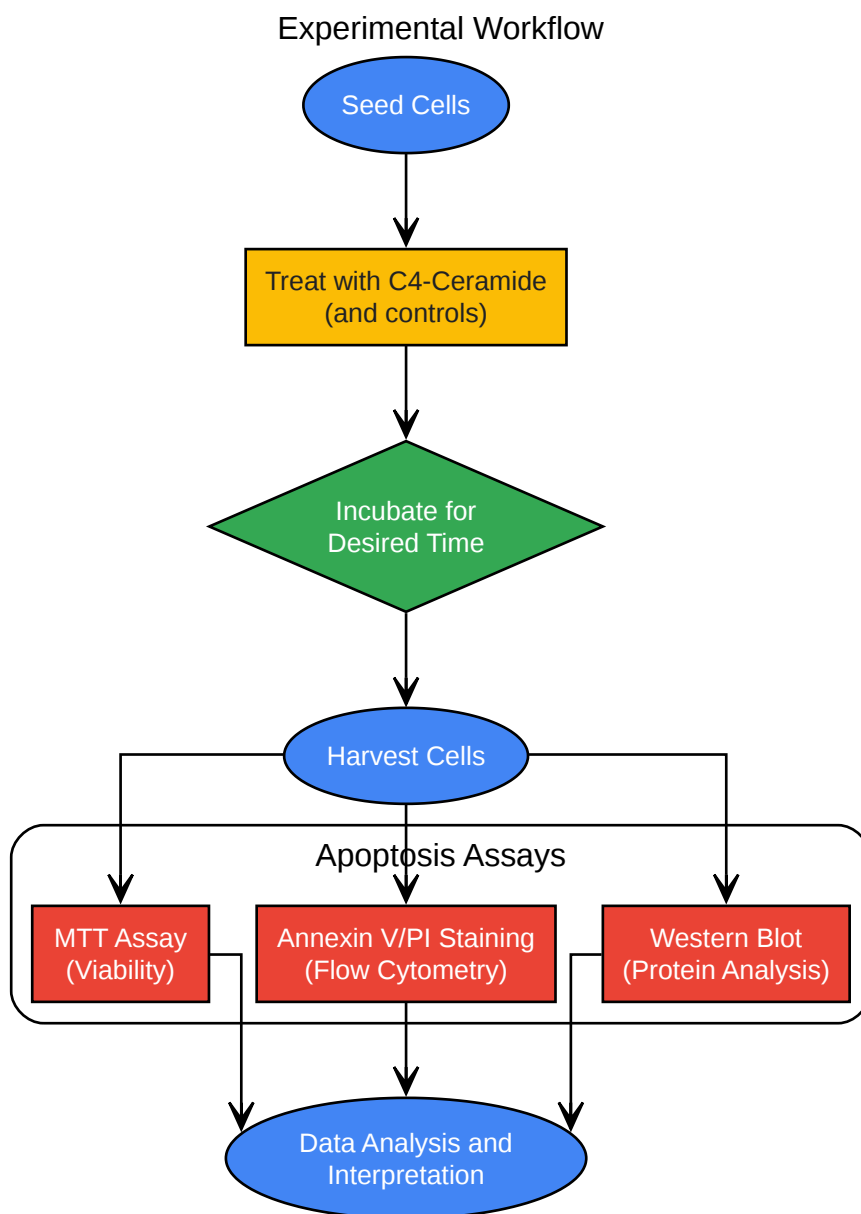 Experimental Workflow
Seed Cells
Treat with C4-Ceramide
(and controls)
Incubate for
Desired Time
Harvest Cells
Apoptosis Assays
MTT Assay
(Viability)
Annexin V/PI Staining
(Flow Cytometry)
Western Blot
(Protein Analysis)
Data Analysis and
Interpretation